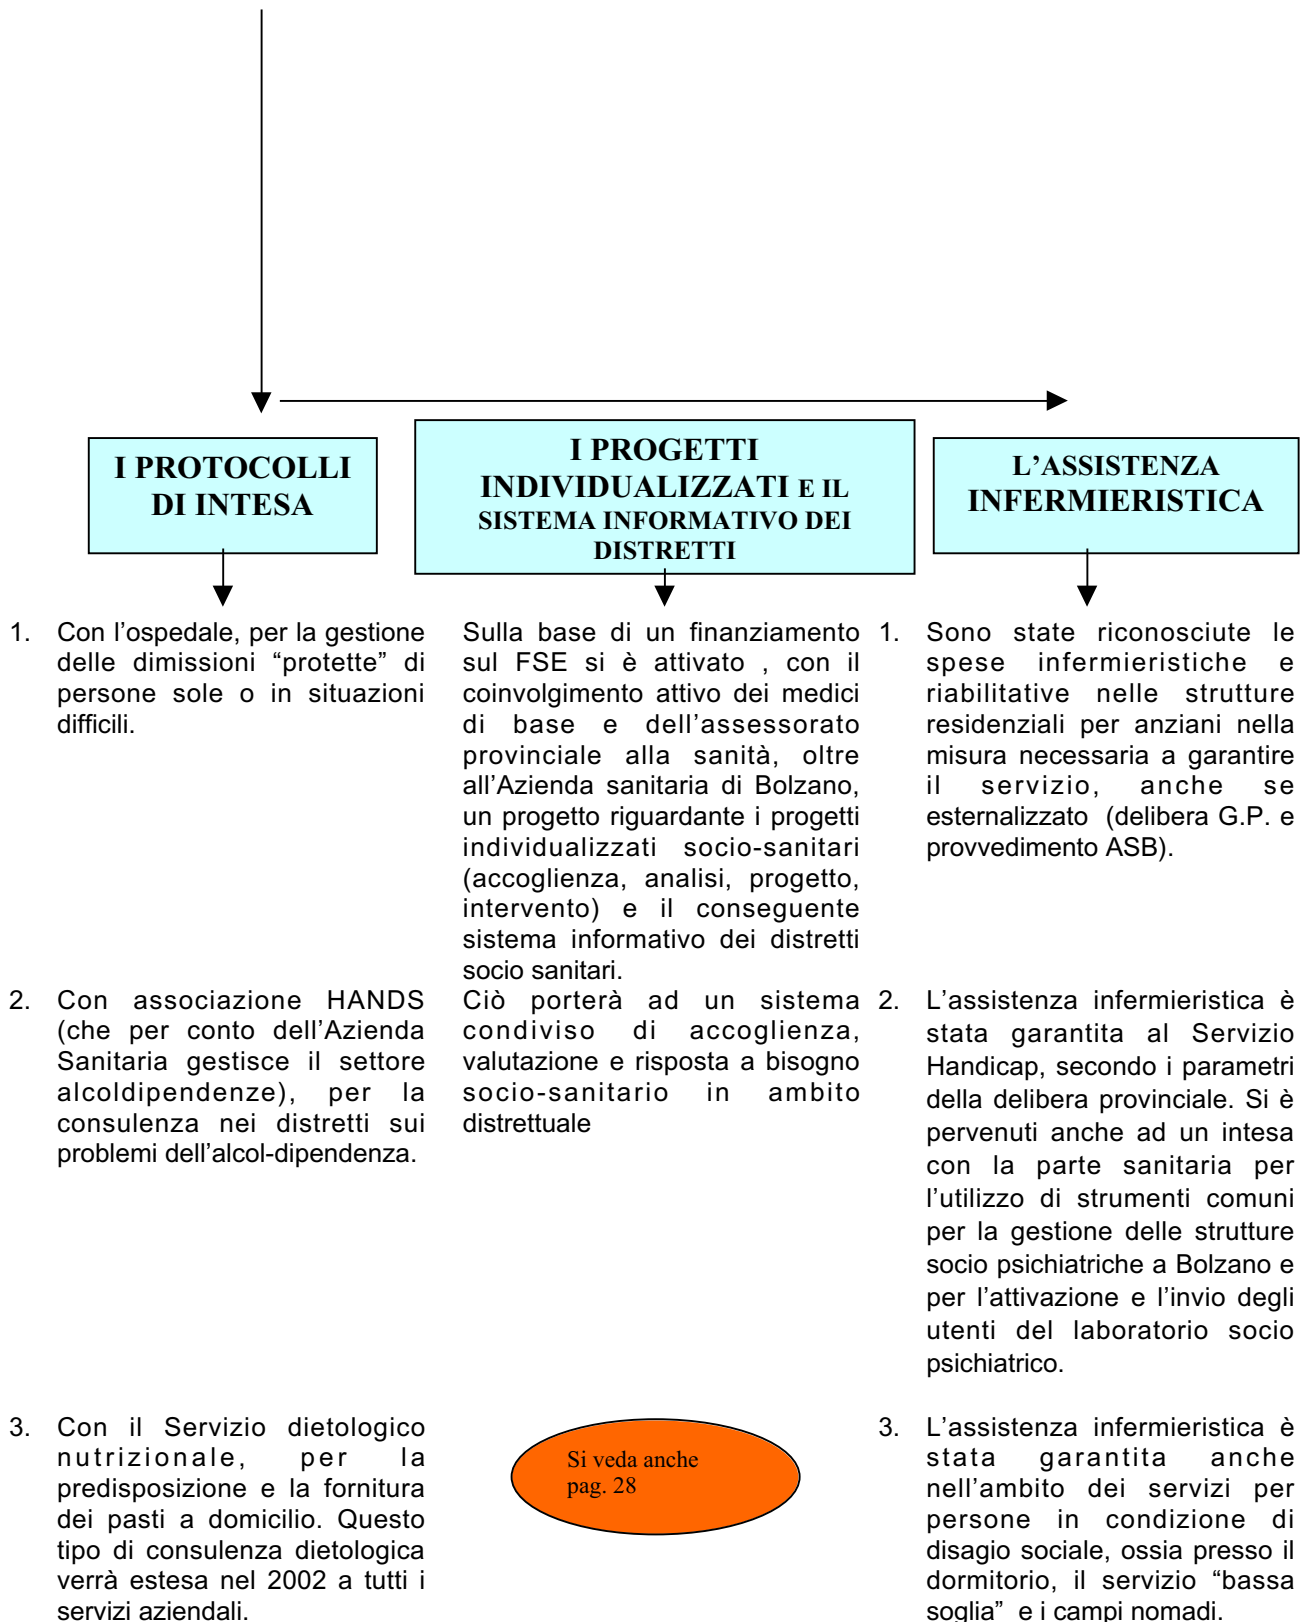 I PROTOCOLLI
DI INTESA
I PROGETTI
INDIVIDUALIZZATI E IL
SISTEMA INFORMATIVO DEI
DISTRETTI
L’ASSISTENZA
INFERMIERISTICA
1. Con l’ospedale, per la gestione
delle dimissioni “protette” di
persone sole o in situazioni
difficili.
2. Con associazione HANDS
(che per conto dell’Azienda
Sanitaria gestisce il settore
alcoldipendenze), per la
consulenza nei distretti sui
problemi dell’alcol-dipendenza.
3. Con il Servizio dietologico
nutrizionale, per la
predisposizione e la fornitura
dei pasti a domicilio. Questo
tipo di consulenza dietologica
verrà estesa nel 2002 a tutti i
servizi aziendali.
Sulla base di un finanziamento
sul FSE si è attivato , con il
coinvolgimento attivo dei medici
di base e dell’assessorato
provinciale alla sanità, oltre
all’Azienda sanitaria di Bolzano,
un progetto riguardante i progetti
individualizzati socio-sanitari
(accoglienza, analisi, progetto,
intervento) e il conseguente
sistema informativo dei distretti
socio sanitari.
Ciò porterà ad un sistema
condiviso di accoglienza,
valutazione e risposta a bisogno
socio-sanitario in ambito
distrettuale
Si veda anche
pag. 28
1. Sono state riconosciute le
spese infermieristiche e
riabilitative nelle strutture
residenziali per anziani nella
misura necessaria a garantire
il servizio, anche se
esternalizzato (delibera G.P. e
provvedimento ASB).
2. L’assistenza infermieristica è
stata garantita al Servizio
Handicap, secondo i parametri
della delibera provinciale. Si è
pervenuti anche ad un intesa
con la parte sanitaria per
l’utilizzo di strumenti comuni
per la gestione delle strutture
socio psichiatriche a Bolzano e
per l’attivazione e l’invio degli
utenti del laboratorio socio
psichiatrico.
3. L’assistenza infermieristica è
stata garantita anche
nell’ambito dei servizi per
persone in condizione di
disagio sociale, ossia presso il
dormitorio, il servizio “bassa
soglia” e i campi nomadi.